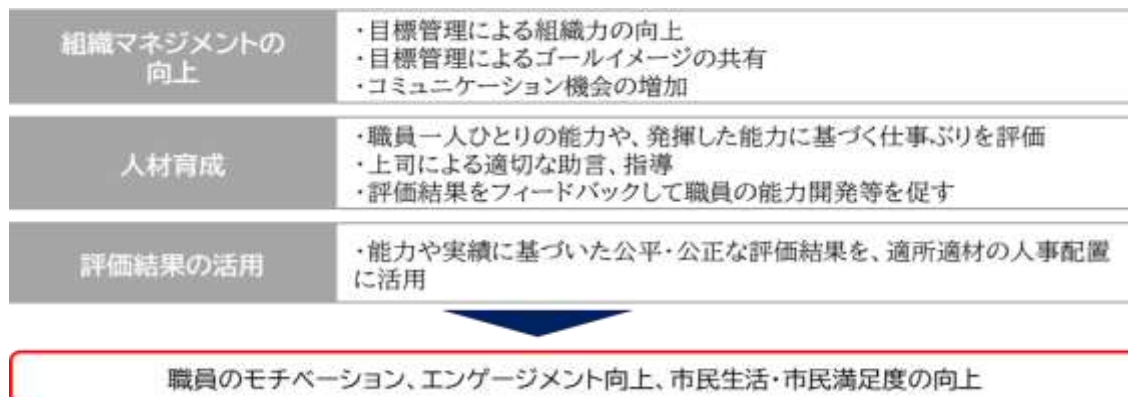 組織マネジメントの
向上
・目標管理による組織力の向上
・目標管理によるゴールイメージの共有
・コミュニケーション機会の増加
人材育成
・職員一人ひとりの能力や、発揮した能力に基づく仕事ぶりを評価
・上司による適切な助言、指導
・評価結果をフィードバックして職員の能力開発等を促す
評価結果の活用
・能力や実績に基づいた公平・公正な評価結果を、適所適材の人事配置
に活用
職員のモチベーション、エンゲージメント向上、市民生活・市民満足度の向上